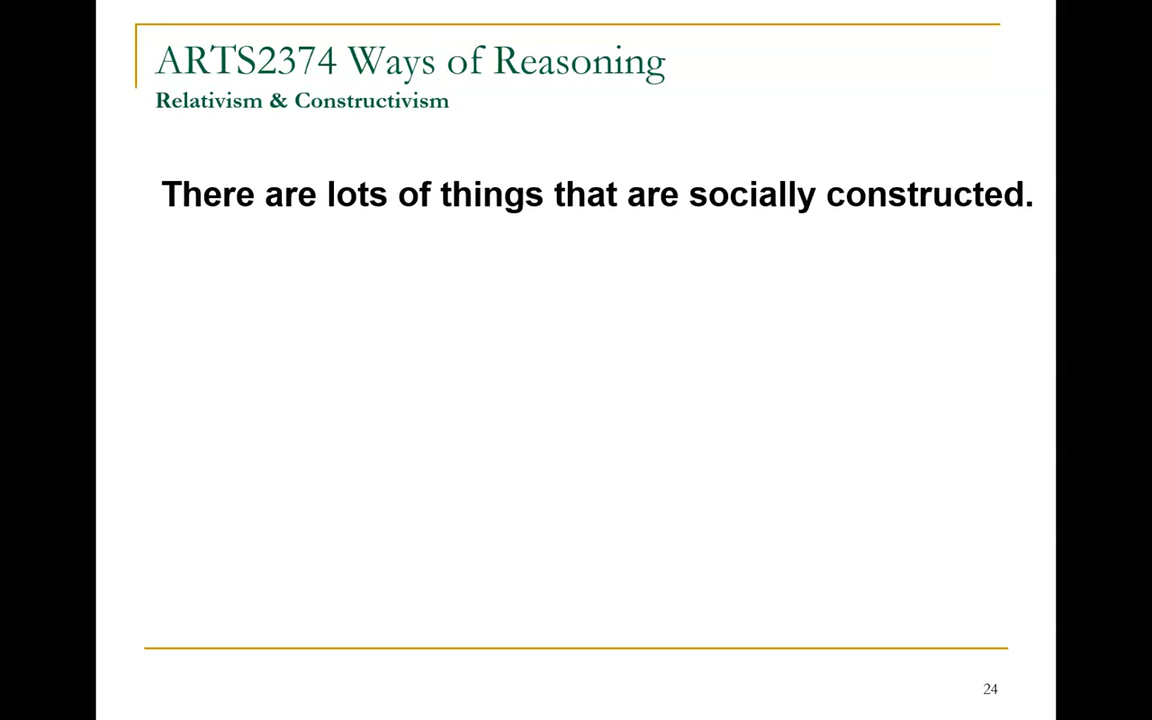 ARTS2374 Ways of Reasoning
Relativism & Constructivism
There are lots of things that are socially constructed.
24